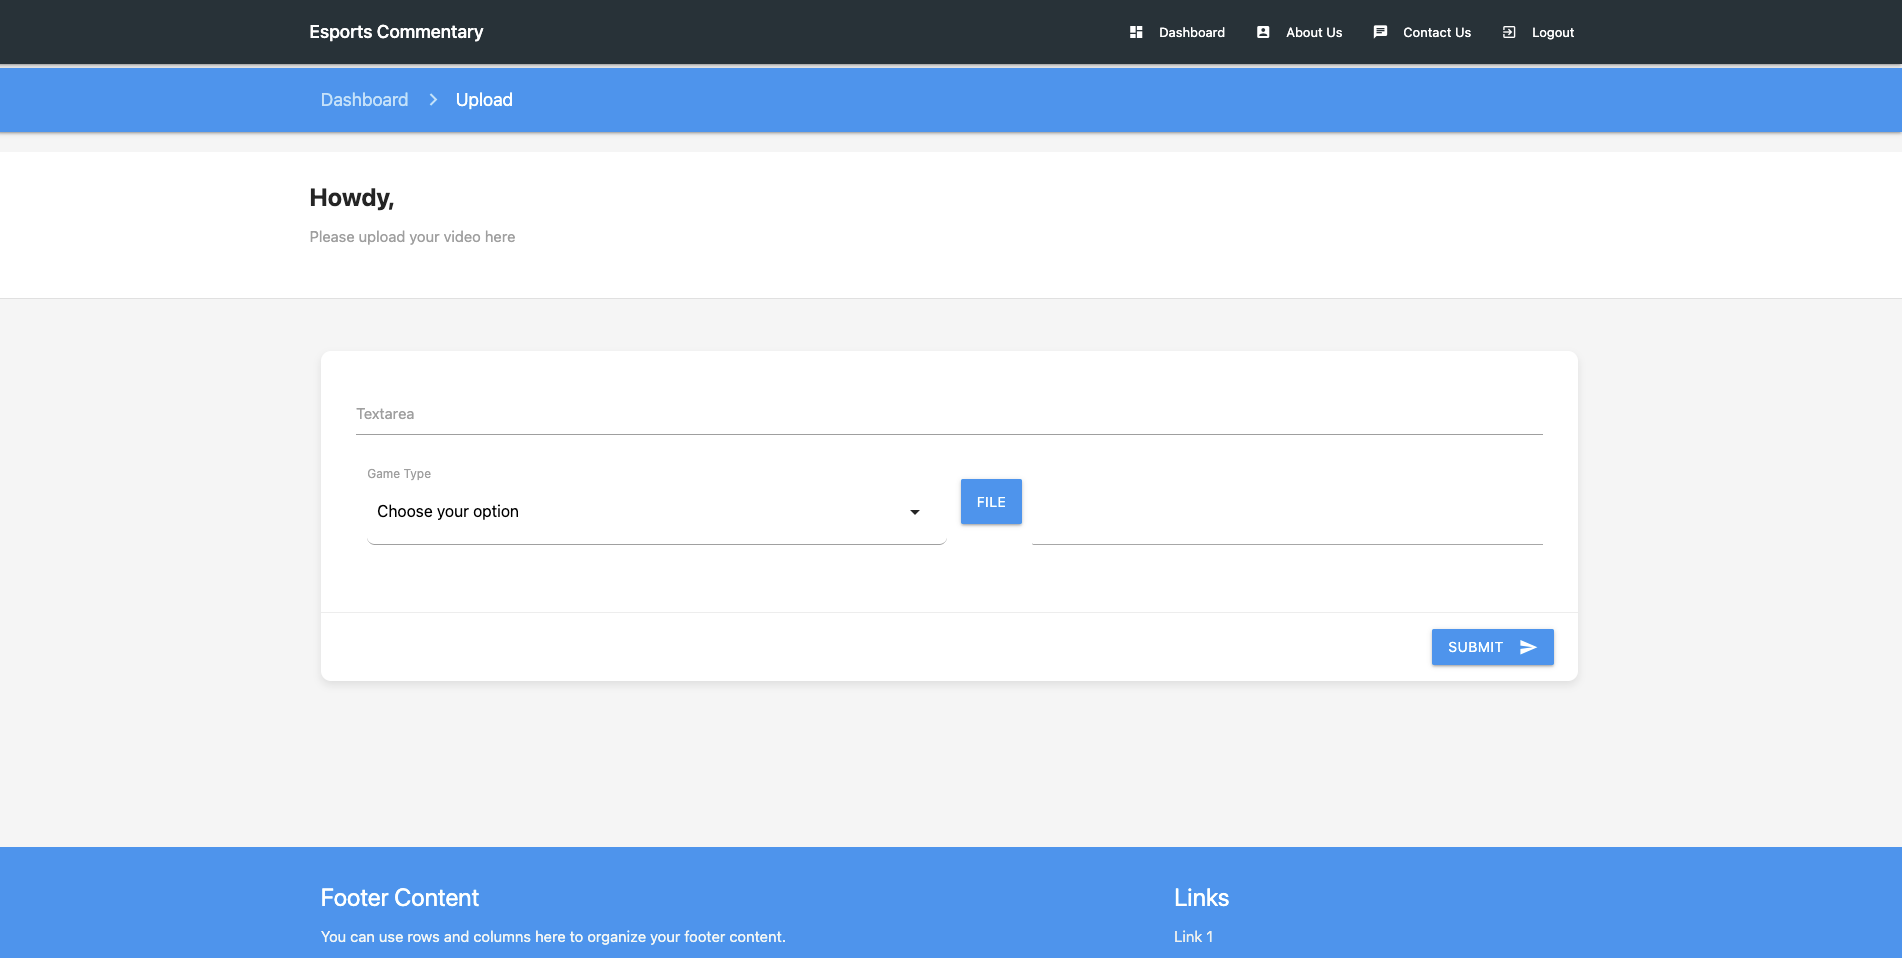 Esports Commentary
Dashboard About Us Contact Us Logout
Dashboard Upload
Howdy,
Please upload your video here
Textarea
Game Type
Choose your option
FILE
SUBMIT
Footer Content
Links
You can use rows and columns here to organize your footer content.
Link 1